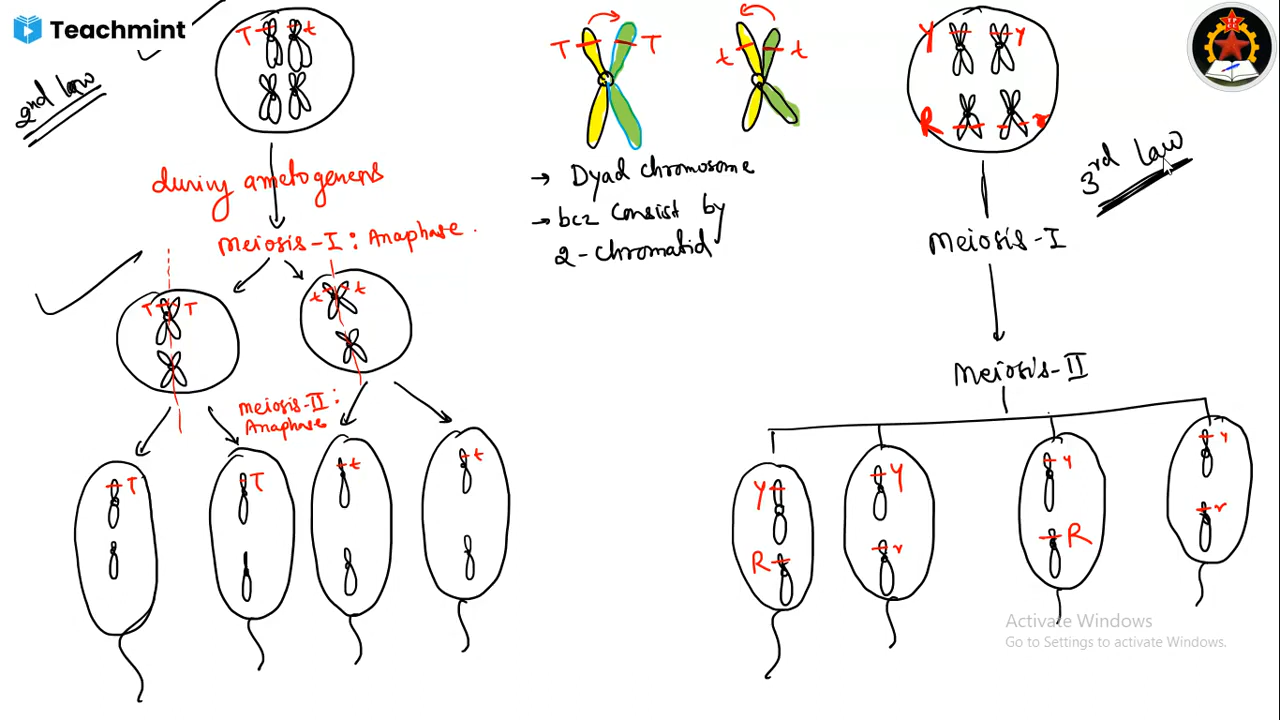 Teachmint
2nd law
T t
during ametogenesis
Meiosis-I : Anaphase.
T T
t t
Meiosis-II :
Anaphase
T
T
t
t
T T
t t
→ Dyad chromosome
→ bcz consist by
2-chromatid
Y y
R r
3rd law
Meiosis-I
Meiosis-II
Y
R
Y
r
y
R
y
r
Activate Windows
Go to Settings to activate Windows.